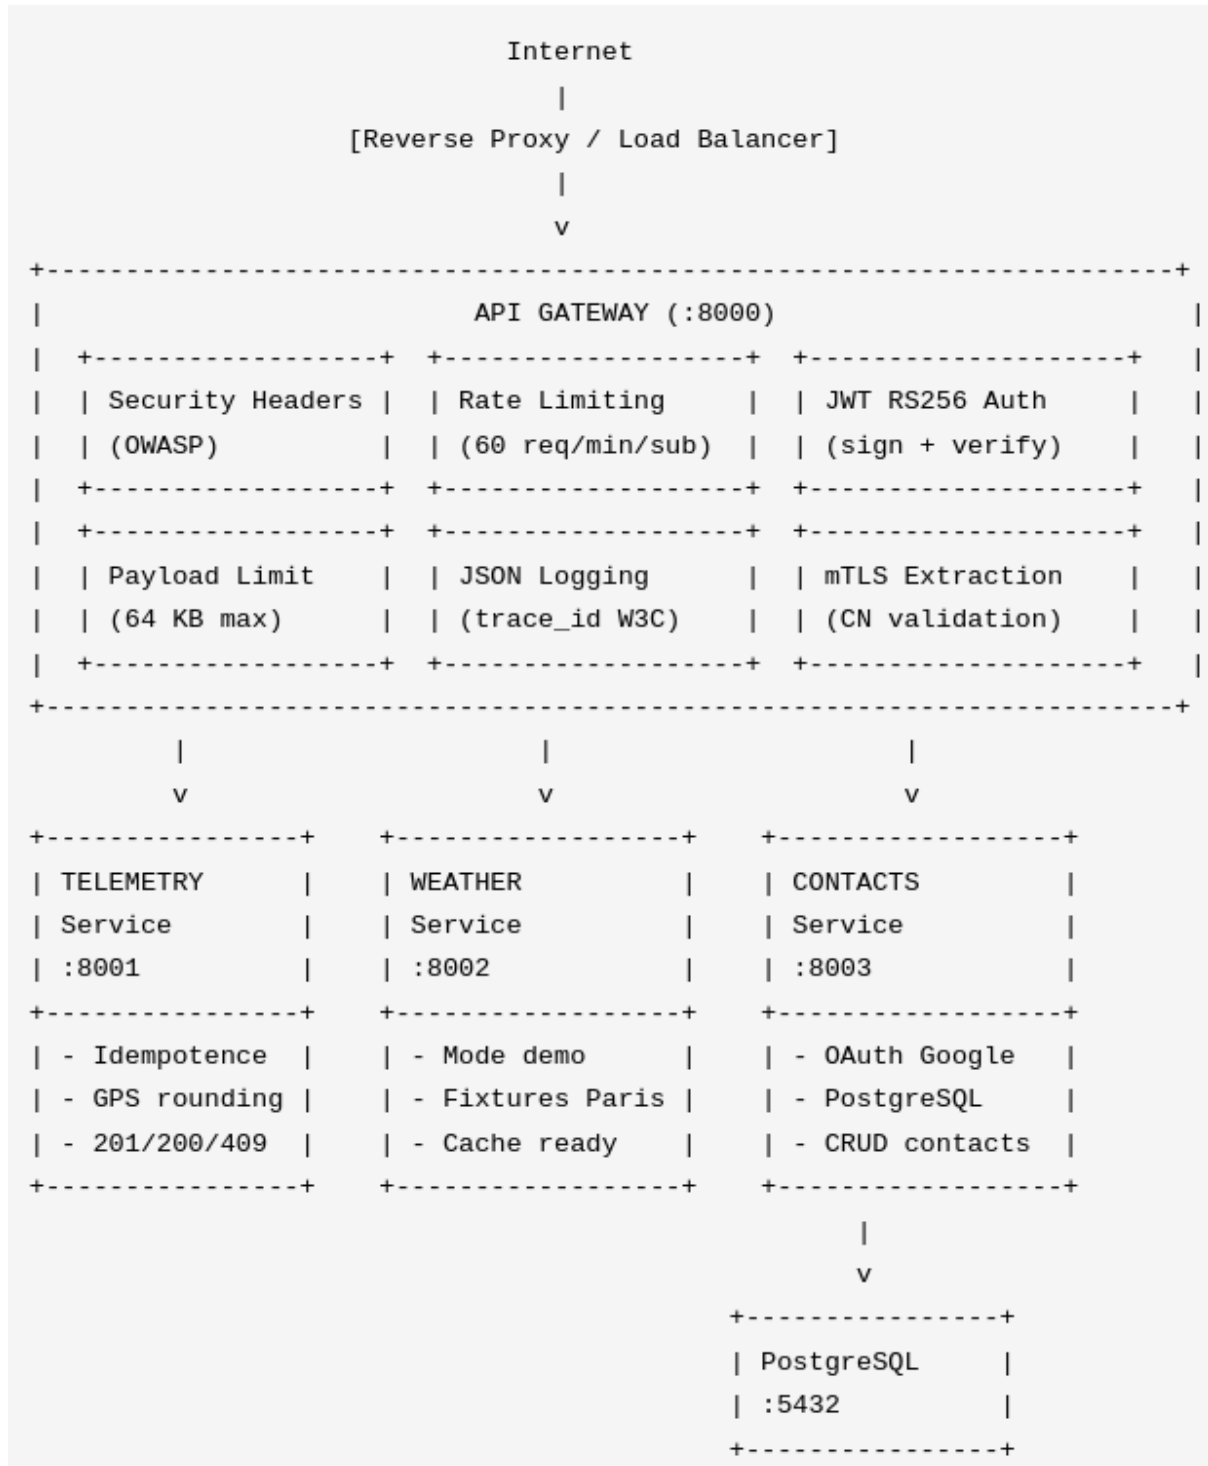 Internet
|
[Reverse Proxy / Load Balancer]
|
v
+-----------------------------------------------------------------------+
|                           API GATEWAY (:8000)                          |
|  +------------------+  +-------------------+  +--------------------+   |
|  | Security Headers |  | Rate Limiting     |  | JWT RS256 Auth     |   |
|  | (OWASP)          |  | (60 req/min/sub)  |  | (sign + verify)    |   |
|  +------------------+  +-------------------+  +--------------------+   |
|  +------------------+  +-------------------+  +--------------------+   |
|  | Payload Limit    |  | JSON Logging      |  | mTLS Extraction    |   |
|  | (64 KB max)      |  | (trace_id W3C)    |  | (CN validation)    |   |
|  +------------------+  +-------------------+  +--------------------+   |
+-----------------------------------------------------------------------+
         |                      |                      |
         v                      v                      v
+----------------+    +------------------+    +------------------+
| TELEMETRY      |    | WEATHER          |    | CONTACTS         |
| Service        |    | Service          |    | Service          |
| :8001          |    | :8002            |    | :8003            |
+----------------+    +------------------+    +------------------+
| - Idempotence  |    | - Mode demo      |    | - OAuth Google   |
| - GPS rounding |    | - Fixtures Paris |    | - PostgreSQL     |
| - 201/200/409  |    | - Cache ready    |    | - CRUD contacts  |
+----------------+    +------------------+    +------------------+
                                                    |
                                                    v
                                            +----------------+
                                            | PostgreSQL     |
                                            | :5432          |
                                            +----------------+